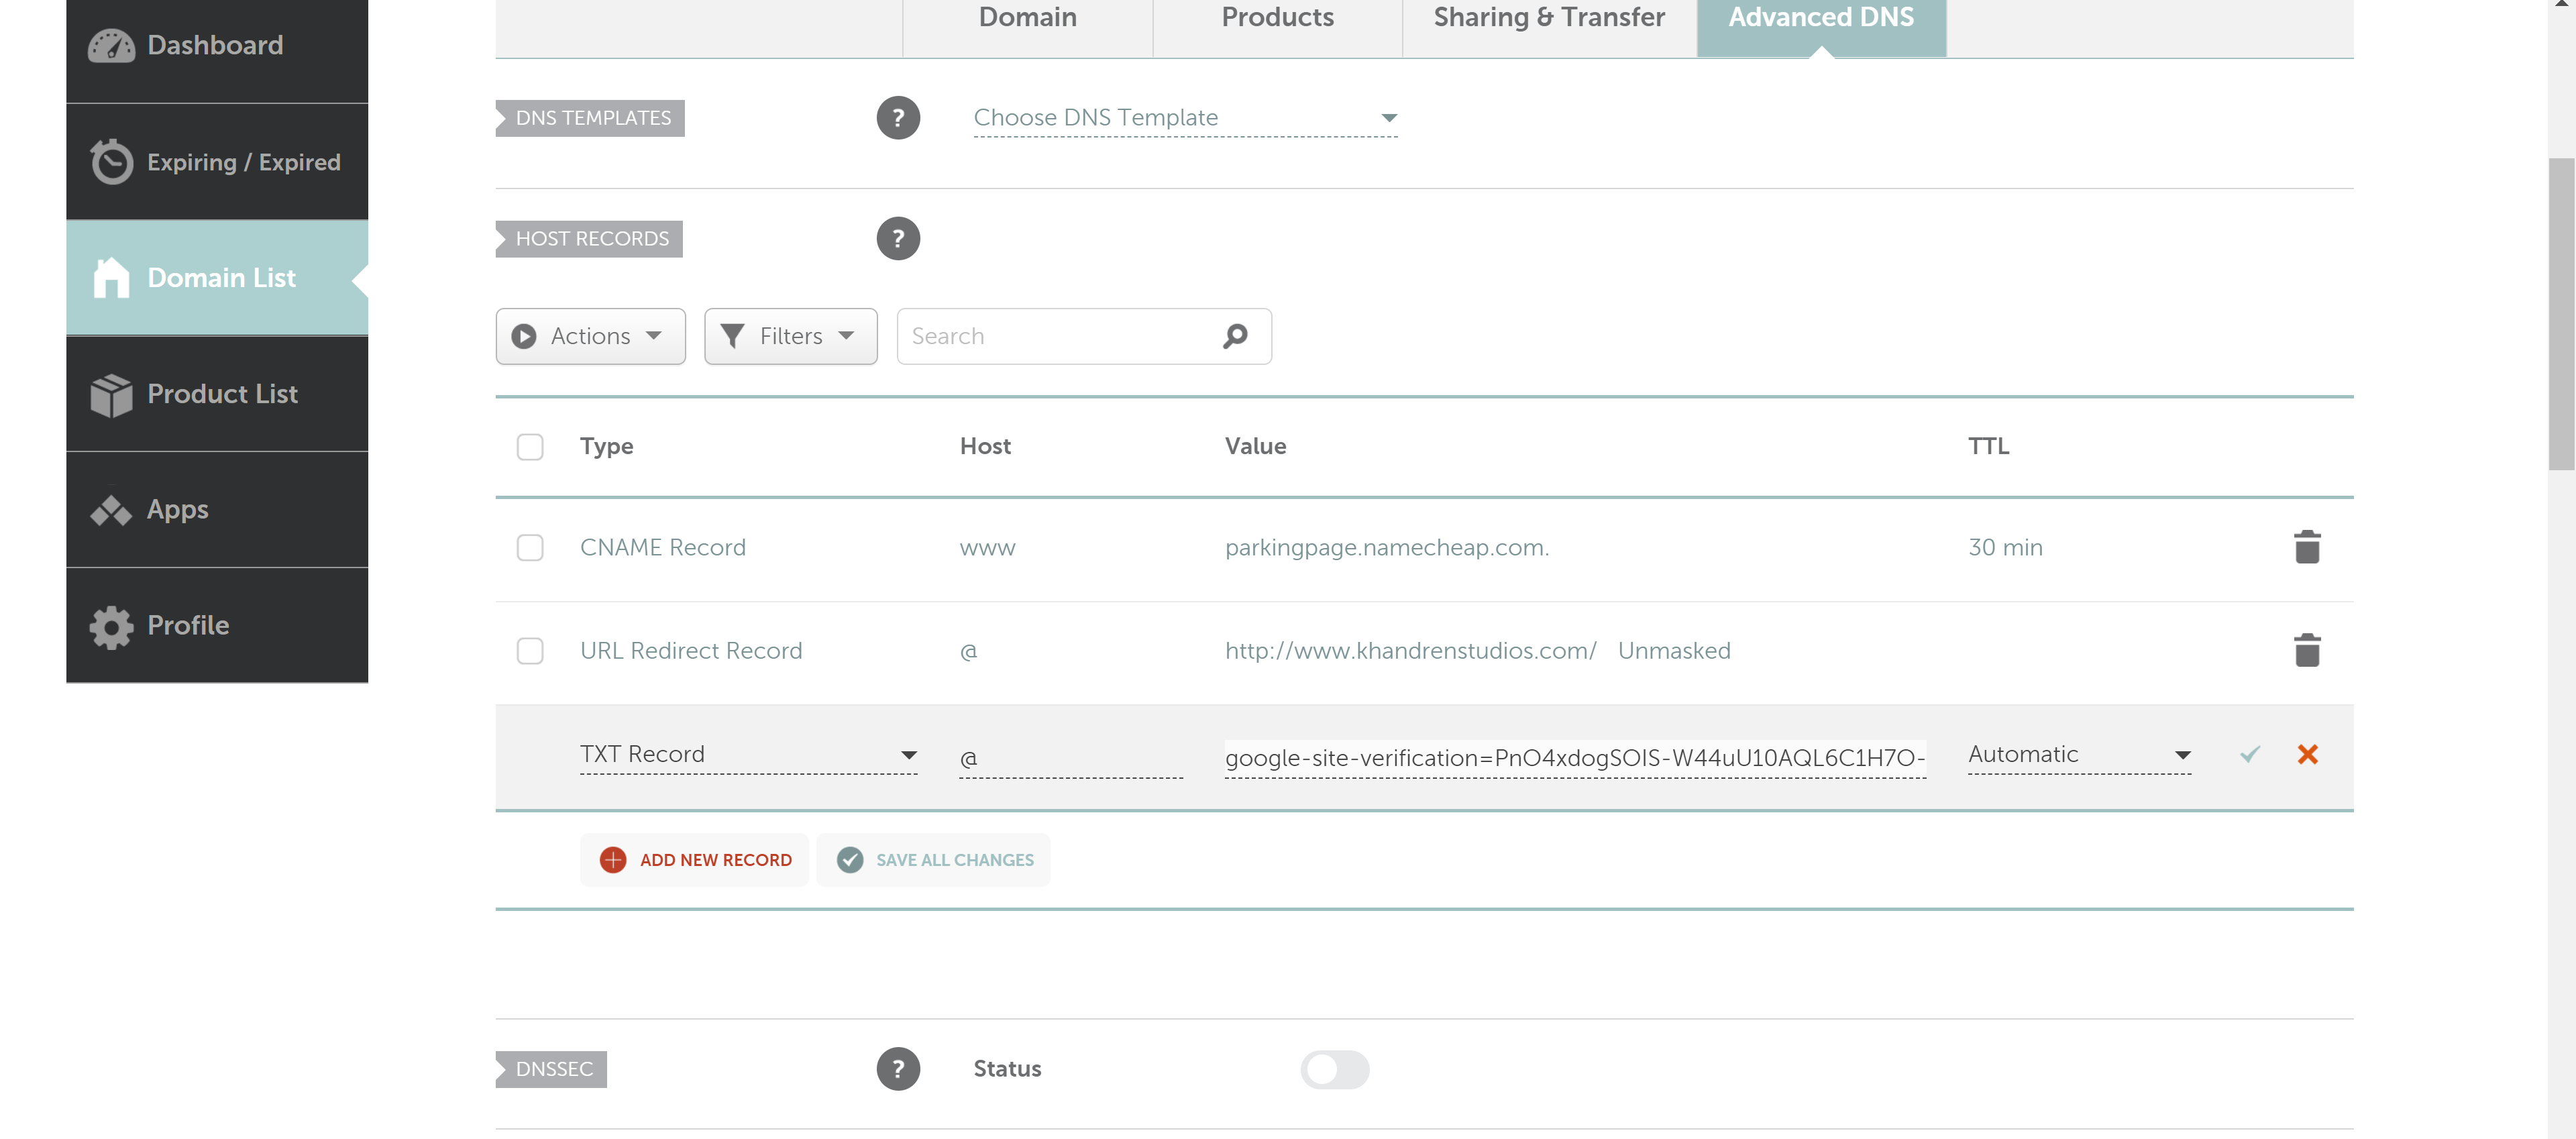 Domain Products Sharing & Transfer Advanced DNS
Dashboard
Expiring / Expired
Domain List
Product List
Apps
Profile
DNS TEMPLATES ? Choose DNS Template
HOST RECORDS ?
Actions Filters Search
Type Host Value TTL
CNAME Record www parkingpage.namecheap.com. 30 min
URL Redirect Record @ http://www.khandrenstudios.com/ Unmasked
TXT Record @ google-site-verification=PnO4xdogSOIS-W44uU10AQL6C1H7O- Automatic
ADD NEW RECORD SAVE ALL CHANGES
DNSSEC ? Status